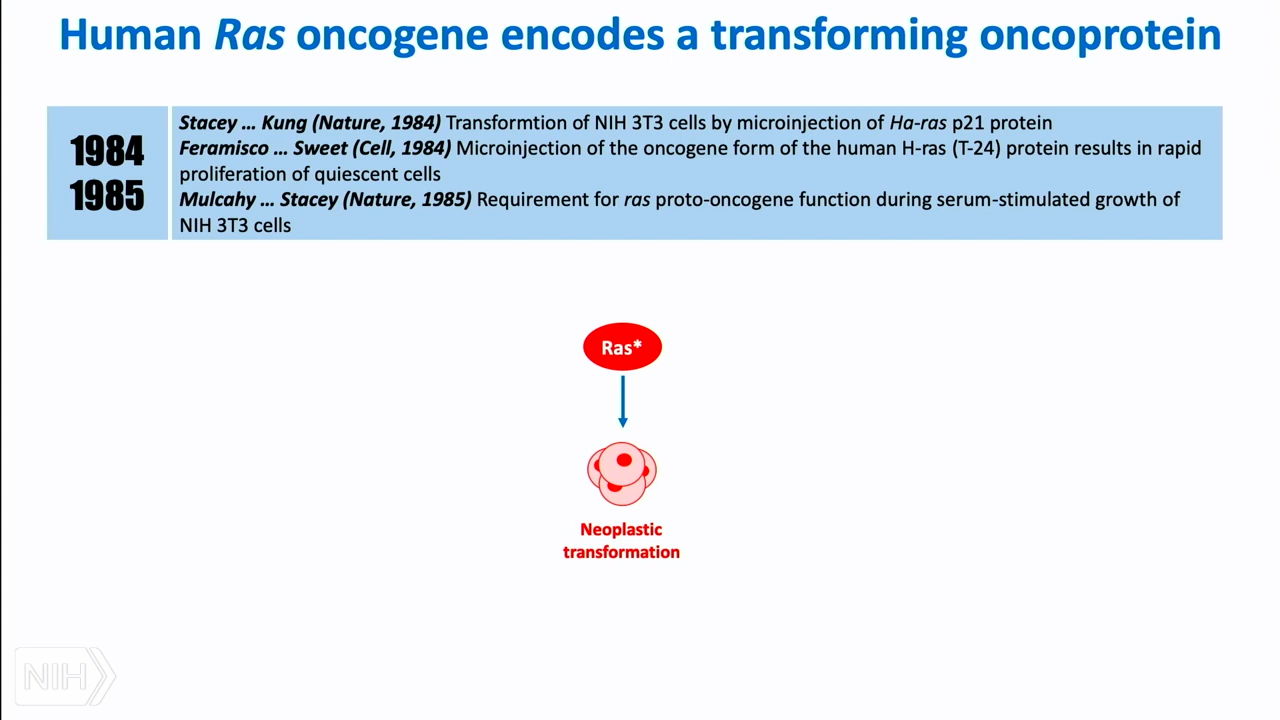 Human Ras oncogene encodes a transforming oncoprotein
1984
1985
Stacey ... Kung (Nature, 1984) Transformtion of NIH 3T3 cells by microinjection of Ha-ras p21 protein
Feramisco ... Sweet (Cell, 1984) Microinjection of the oncogene form of the human H-ras (T-24) protein results in rapid
proliferation of quiescent cells
Mulcahy ... Stacey (Nature, 1985) Requirement for ras proto-oncogene function during serum-stimulated growth of
NIH 3T3 cells
Ras*
Neoplastic
transformation
NIH